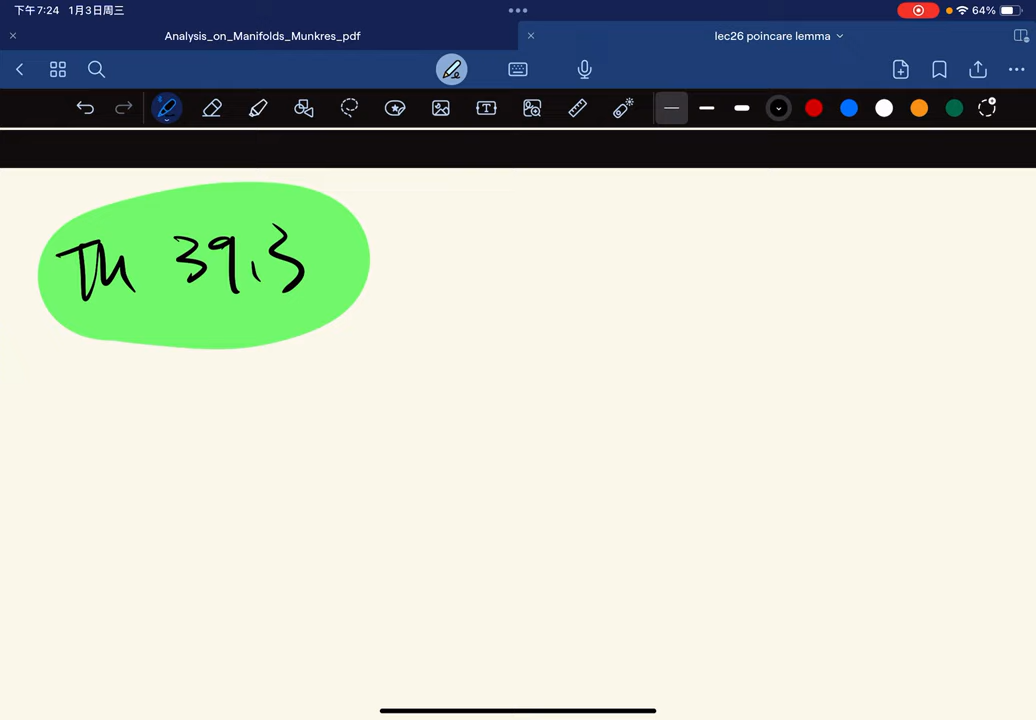 下午7:24 1月3日周三
64%
Analysis_on_Manifolds_Munkres_pdf
lec26 poincare lemma
Th 39.3